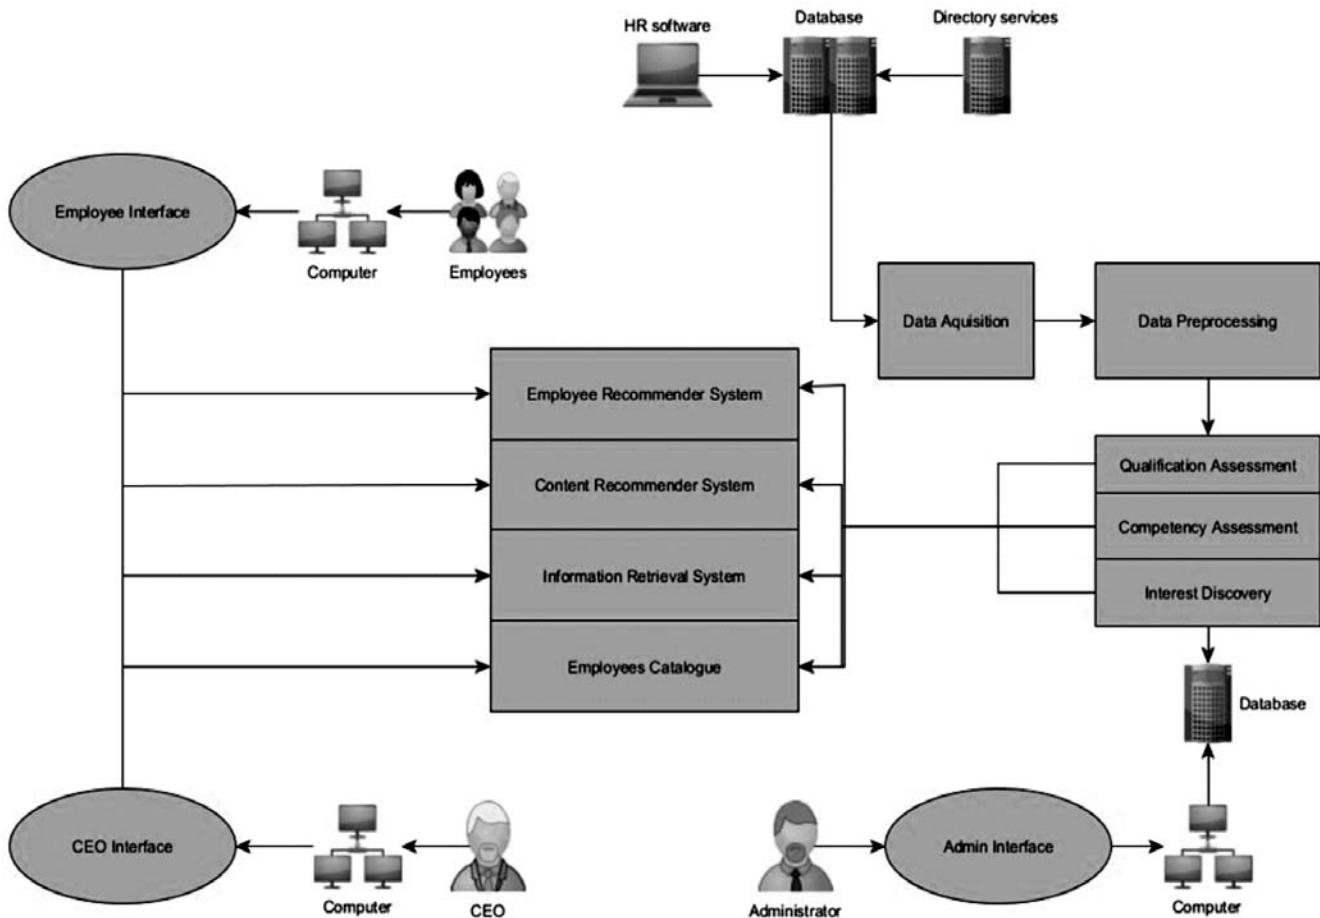 HR software
Database
Directory services
Employee Interface
Computer
Employees
Data Aquisition
Data Preprocessing
Employee Recommender System
Content Recommender System
Information Retrieval System
Employees Catalogue
Qualification Assessment
Competency Assessment
Interest Discovery
Database
CEO Interface
Computer
CEO
Administrator
Admin Interface
Computer